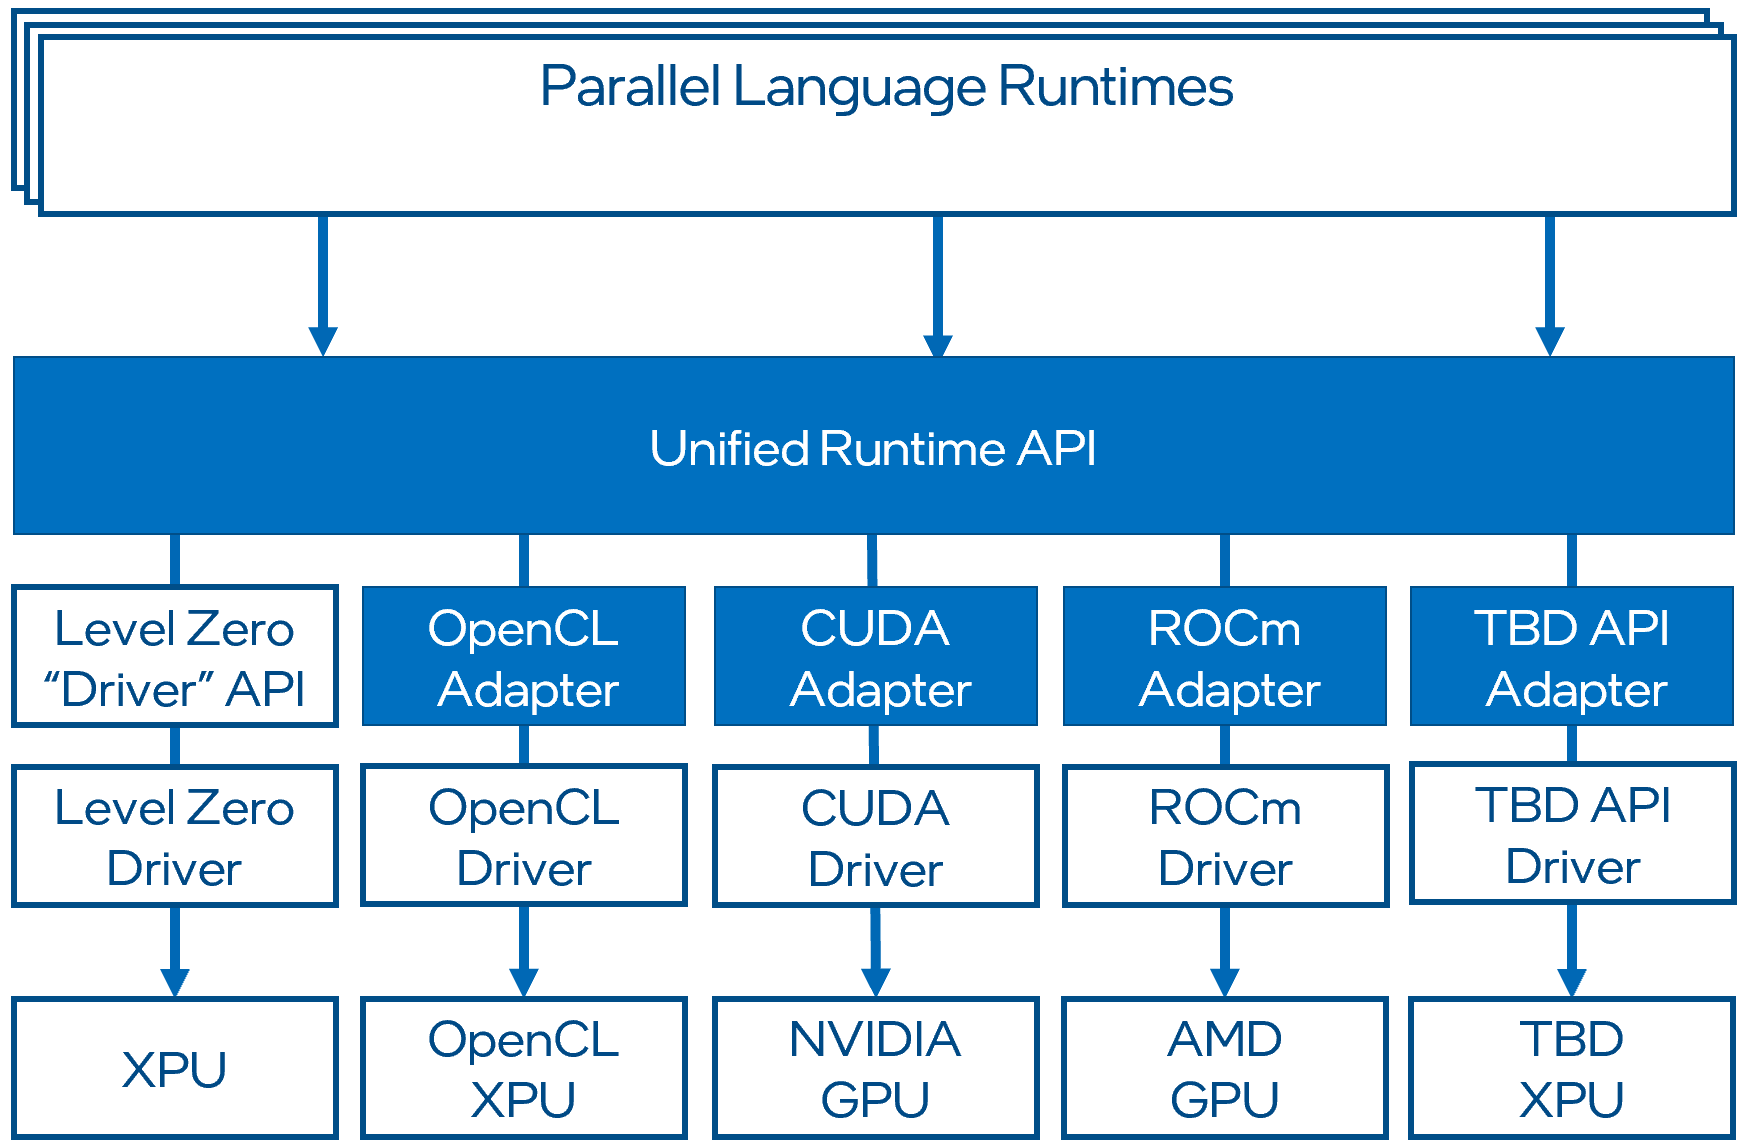 Parallel Language Runtimes
Unified Runtime API
Level Zero
“Driver” API
OpenCL
Adapter
CUDA
Adapter
ROCm
Adapter
TBD API
Adapter
Level Zero
Driver
OpenCL
Driver
CUDA
Driver
ROCm
Driver
TBD API
Driver
XPU
OpenCL
XPU
NVIDIA
GPU
AMD
GPU
TBD
XPU